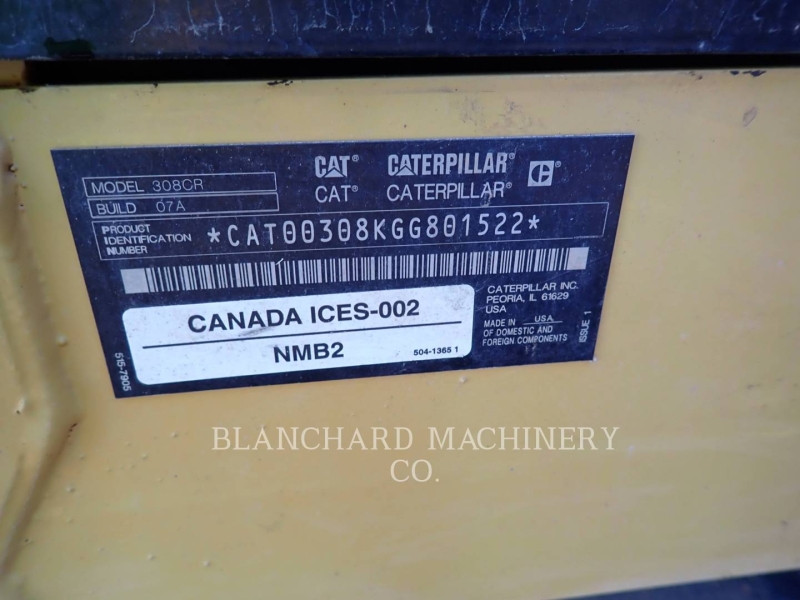 CAT® CATERPILLAR®
CAT® CATERPILLAR®
C ®
MODEL 308CR
BUILD 07A
PRODUCT IDENTIFICATION NUMBER *CAT00308KGG801522*
CATERPILLAR INC.
PEORIA, IL 61629
USA
CANADA ICES-002
NMB2
504-1365 1
MADE IN USA
OF DOMESTIC AND
FOREIGN COMPONENTS
ISSUE 1
515-7905
BLANCHARD MACHINERY
CO.